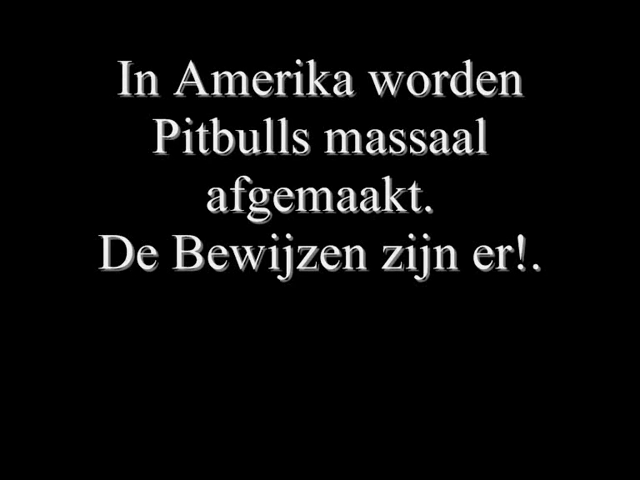 In Amerika worden
Pitbulls massaal
afgemaakt.
De Bewijzen zijn er!.